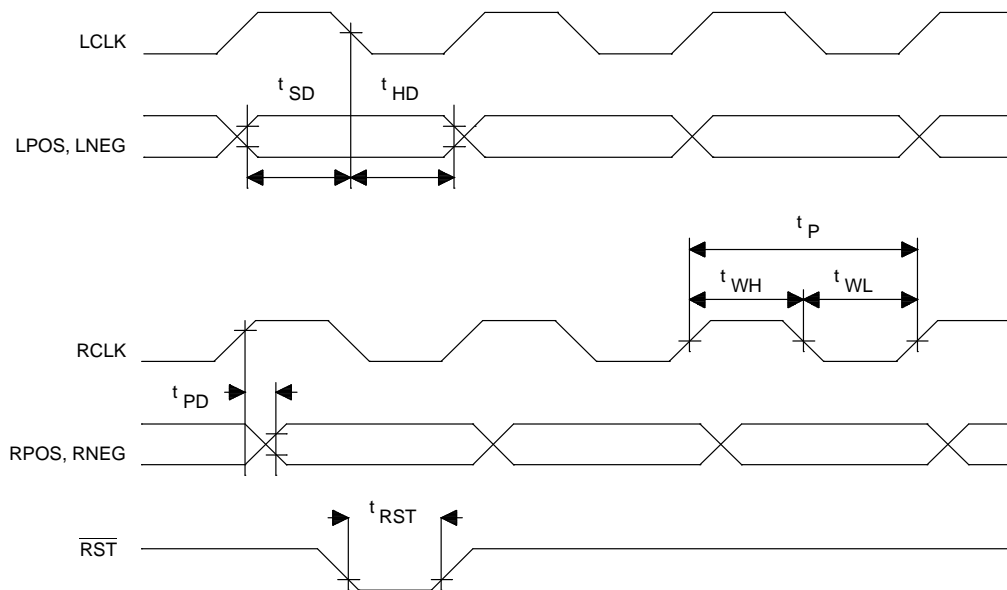 LCLK
t SD
t HD
LPOS, LNEG
t P
t WH
t WL
RCLK
t PD
RPOS, RNEG
t RST
RST